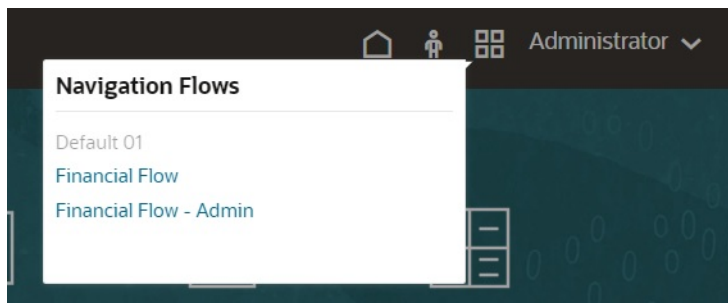 Administrator
Navigation Flows
Default 01
Financial Flow
Financial Flow - Admin